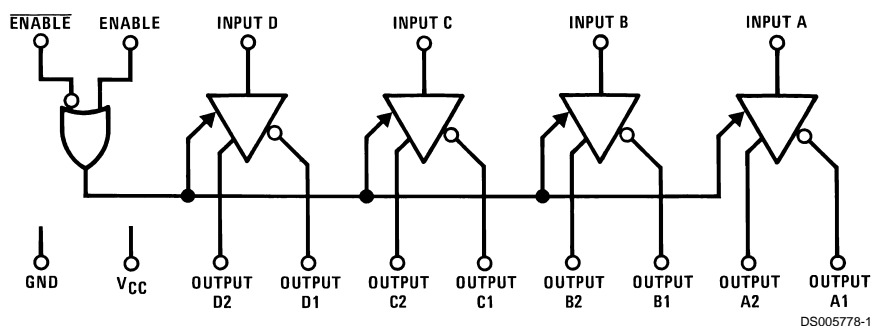 ENABLE ENABLE INPUT D INPUT C INPUT B INPUT A
GND VCC OUTPUT D2 OUTPUT D1 OUTPUT C2 OUTPUT C1 OUTPUT B2 OUTPUT B1 OUTPUT A2 OUTPUT A1
DS005778-1